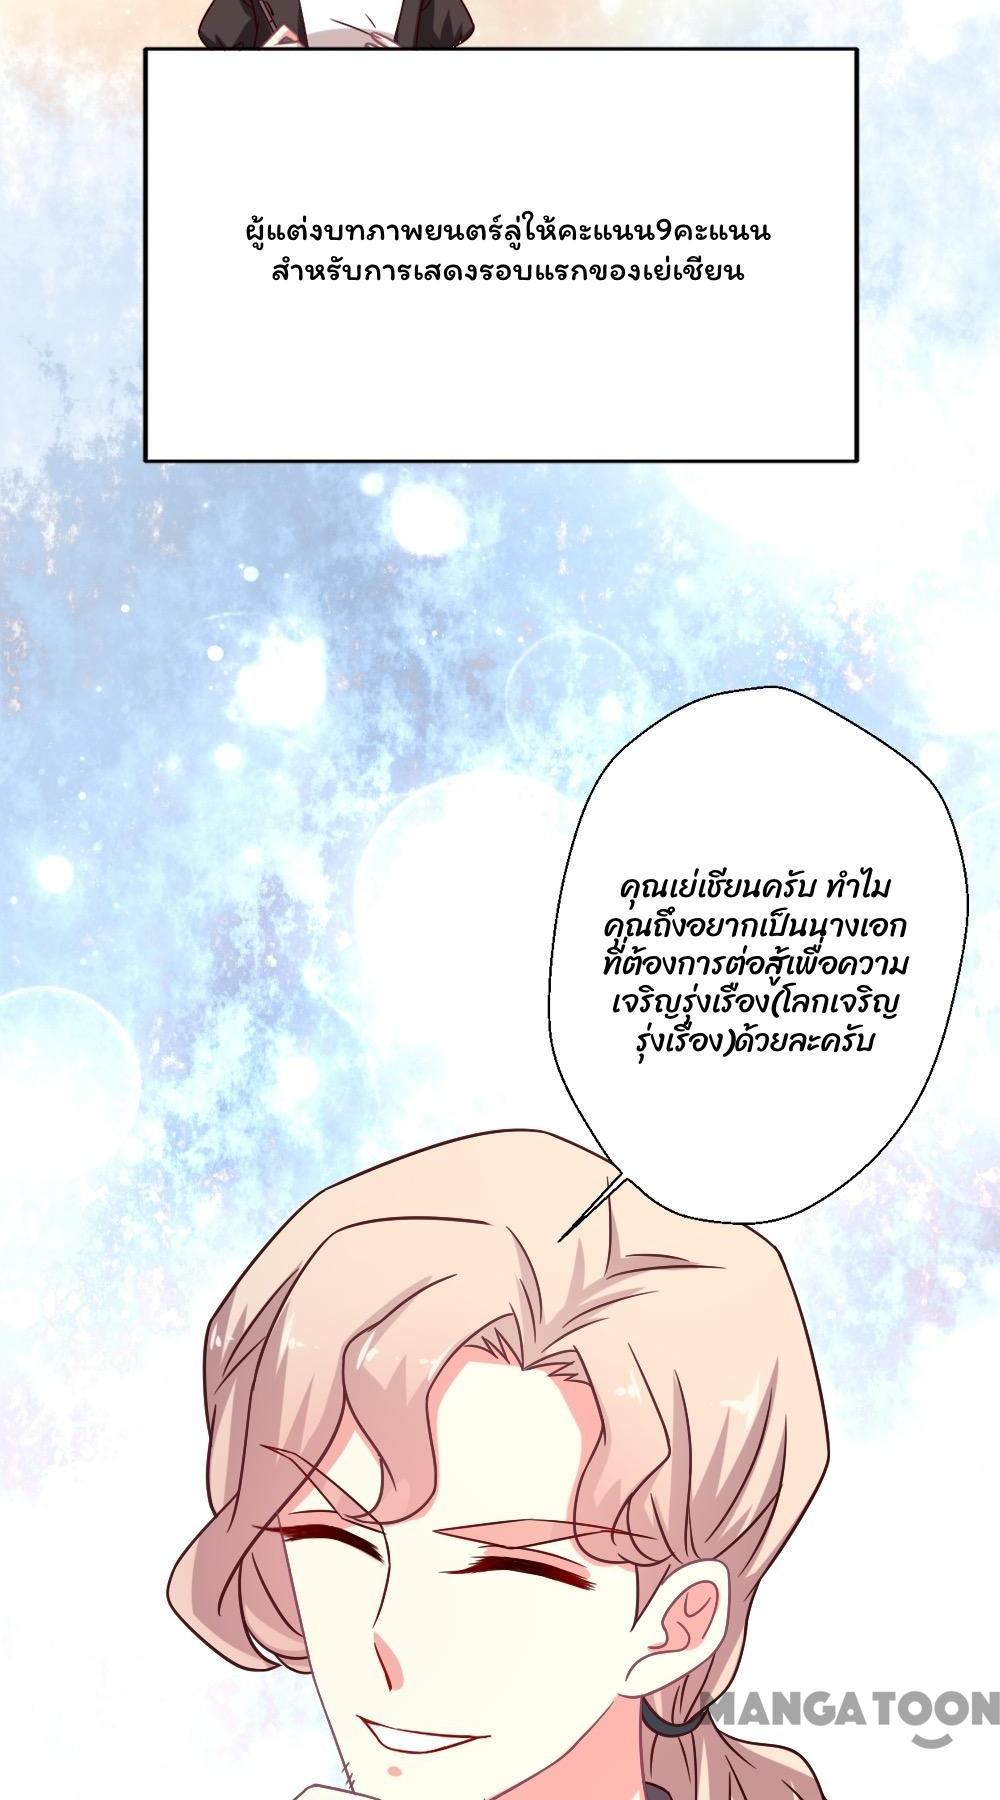 ผู้แต่งบทภาพยนตร์ลู่ให้คะแนน9คะแนน
สำหรับการเสดงรอบแรกของเย่เชียน
คุณเย่เชียนครับ ทำไม
คุณถึงอยากเป็นนางเอก
ที่ต้องการต่อสู้เพื่อความ
เจริญรุ่งเรือง(โลกเจริญ
รุ่งเรือง)ด้วยละครับ
MANGATOON